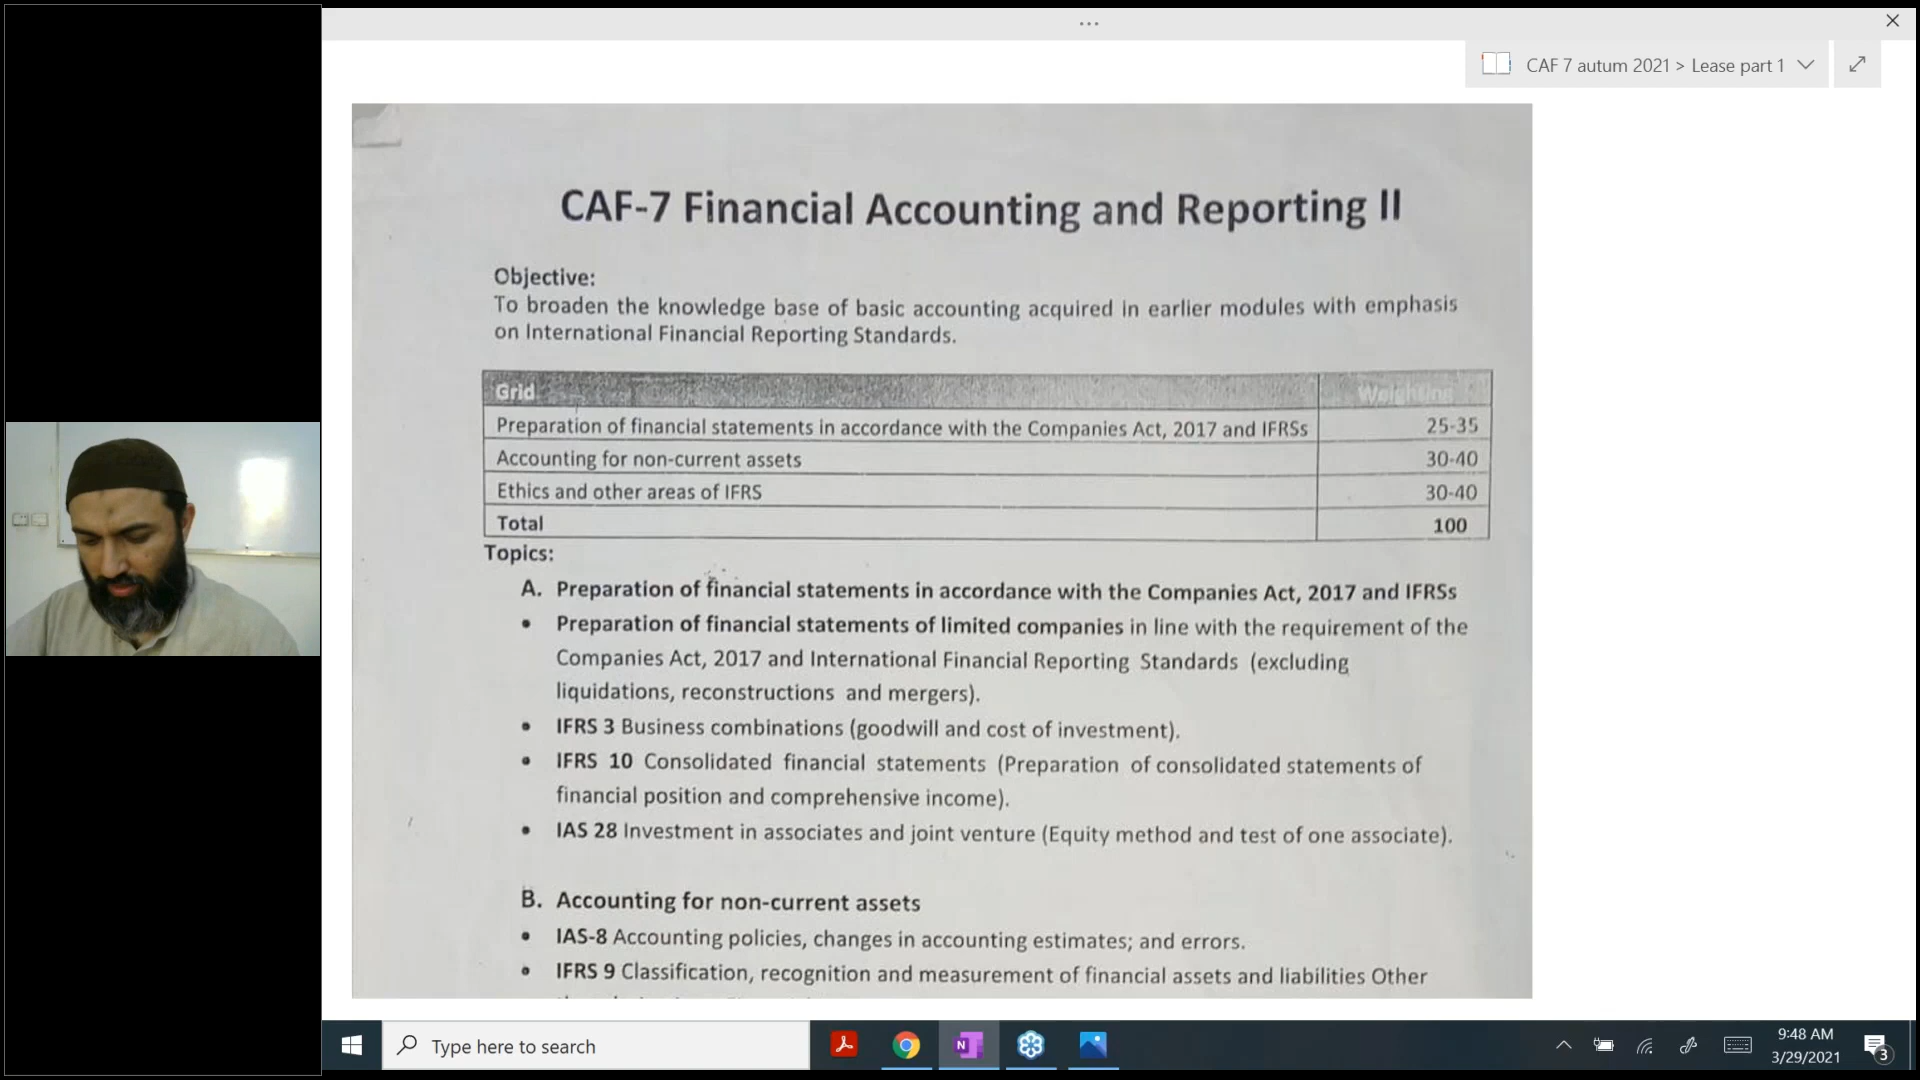 CAF 7 autum 2021 > Lease part 1
CAF-7 Financial Accounting and Reporting II
Objective:
To broaden the knowledge base of basic accounting acquired in earlier modules with emphasis
on International Financial Reporting Standards.
Grid Weighting
Preparation of financial statements in accordance with the Companies Act, 2017 and IFRSs 25-35
Accounting for non-current assets 30-40
Ethics and other areas of IFRS 30-40
Total 100
Topics:
A. Preparation of financial statements in accordance with the Companies Act, 2017 and IFRSs
• Preparation of financial statements of limited companies in line with the requirement of the
Companies Act, 2017 and International Financial Reporting Standards (excluding
liquidations, reconstructions and mergers).
• IFRS 3 Business combinations (goodwill and cost of investment).
• IFRS 10 Consolidated financial statements (Preparation of consolidated statements of
financial position and comprehensive income).
• IAS 28 Investment in associates and joint venture (Equity method and test of one associate).
B. Accounting for non-current assets
• IAS-8 Accounting policies, changes in accounting estimates; and errors.
• IFRS 9 Classification, recognition and measurement of financial assets and liabilities Other
Type here to search
N
9:48 AM
3/29/2021
3